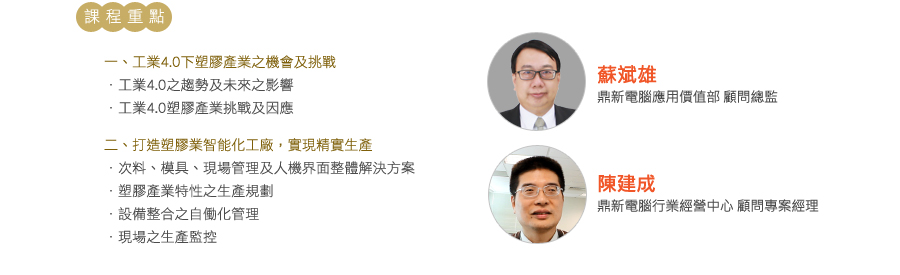 課程重點
一、工業4.0下塑膠產業之機會及挑戰
．工業4.0之趨勢及未來之影響
．工業4.0塑膠產業挑戰及因應
二、打造塑膠業智能化工廠，實現精實生產
．次料、模具、現場管理及人機界面整體解決方案
．塑膠產業特性之生產規劃
．設備整合之自働化管理
．現場之生產監控
蘇斌雄
鼎新電腦應用價值部 顧問總監
陳建成
鼎新電腦行業經營中心 顧問專案經理